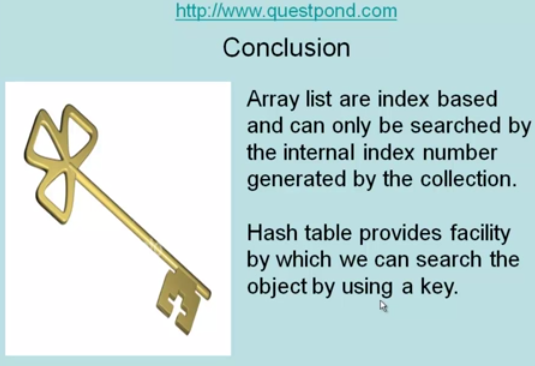 http://www.questpond.com
Conclusion
Array list are index based
and can only be searched by
the internal index number
generated by the collection.
Hash table provides facility
by which we can search the
object by using a key.